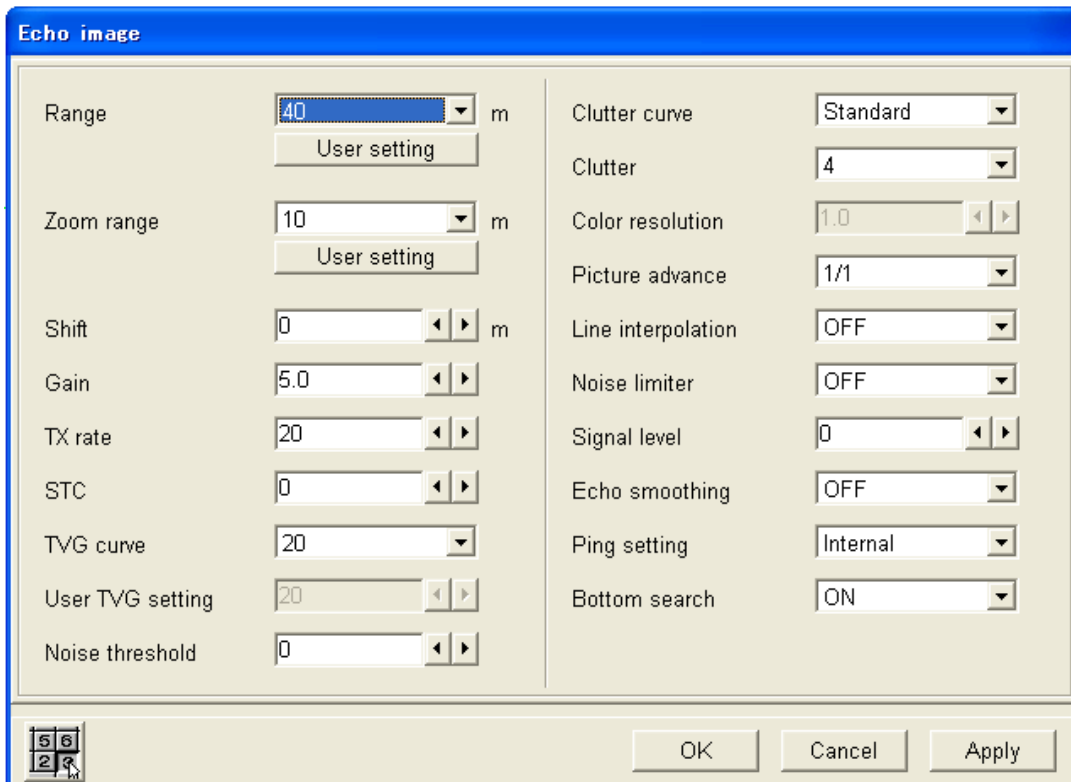 Echo image
Range 40 m
User setting
Zoom range 10 m
User setting
Shift 0 m
Gain 5.0
TX rate 20
STC 0
TVG curve 20
User TVG setting 20
Noise threshold 0
Clutter curve Standard
Clutter 4
Color resolution 1.0
Picture advance 1/1
Line interpolation OFF
Noise limiter OFF
Signal level 0
Echo smoothing OFF
Ping setting Internal
Bottom search ON
5 6
2
OK Cancel Apply